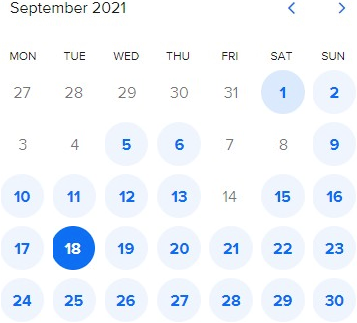 September 2021
MON TUE WED THU FRI SAT SUN
27 28 29 30 31 1 2
3 4 5 6 7 8 9
10 11 12 13 14 15 16
17 18 19 20 21 22 23
24 25 26 27 28 29 30